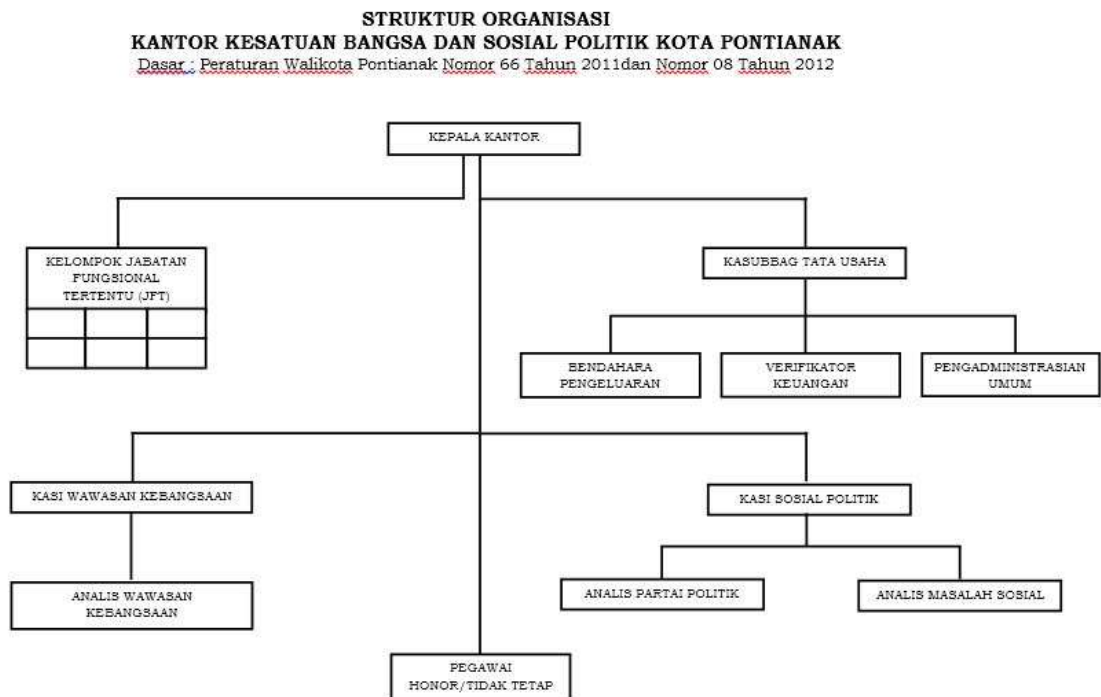 STRUKTUR ORGANISASI
KANTOR KESATUAN BANGSA DAN SOSIAL POLITIK KOTA PONTIANAK
Dasar : Peraturan Walikota Pontianak Nomor 66 Tahun 2011dan Nomor 08 Tahun 2012
KEPALA KANTOR
KELOMPOK JABATAN
FUNGSIONAL
TERTENTU (JFT)
KASUBBAG TATA USAHA
BENDAHARA
PENGELUARAN
VERIFIKATOR
KEUANGAN
PENGADMINISTRASIAN
UMUM
KASI WAWASAN KEBANGSAAN
KASI SOSIAL POLITIK
ANALIS WAWASAN
KEBANGSAAN
ANALIS PARTAI POLITIK
ANALIS MASALAH SOSIAL
PEGAWAI
HONOR/TIDAK TETAP